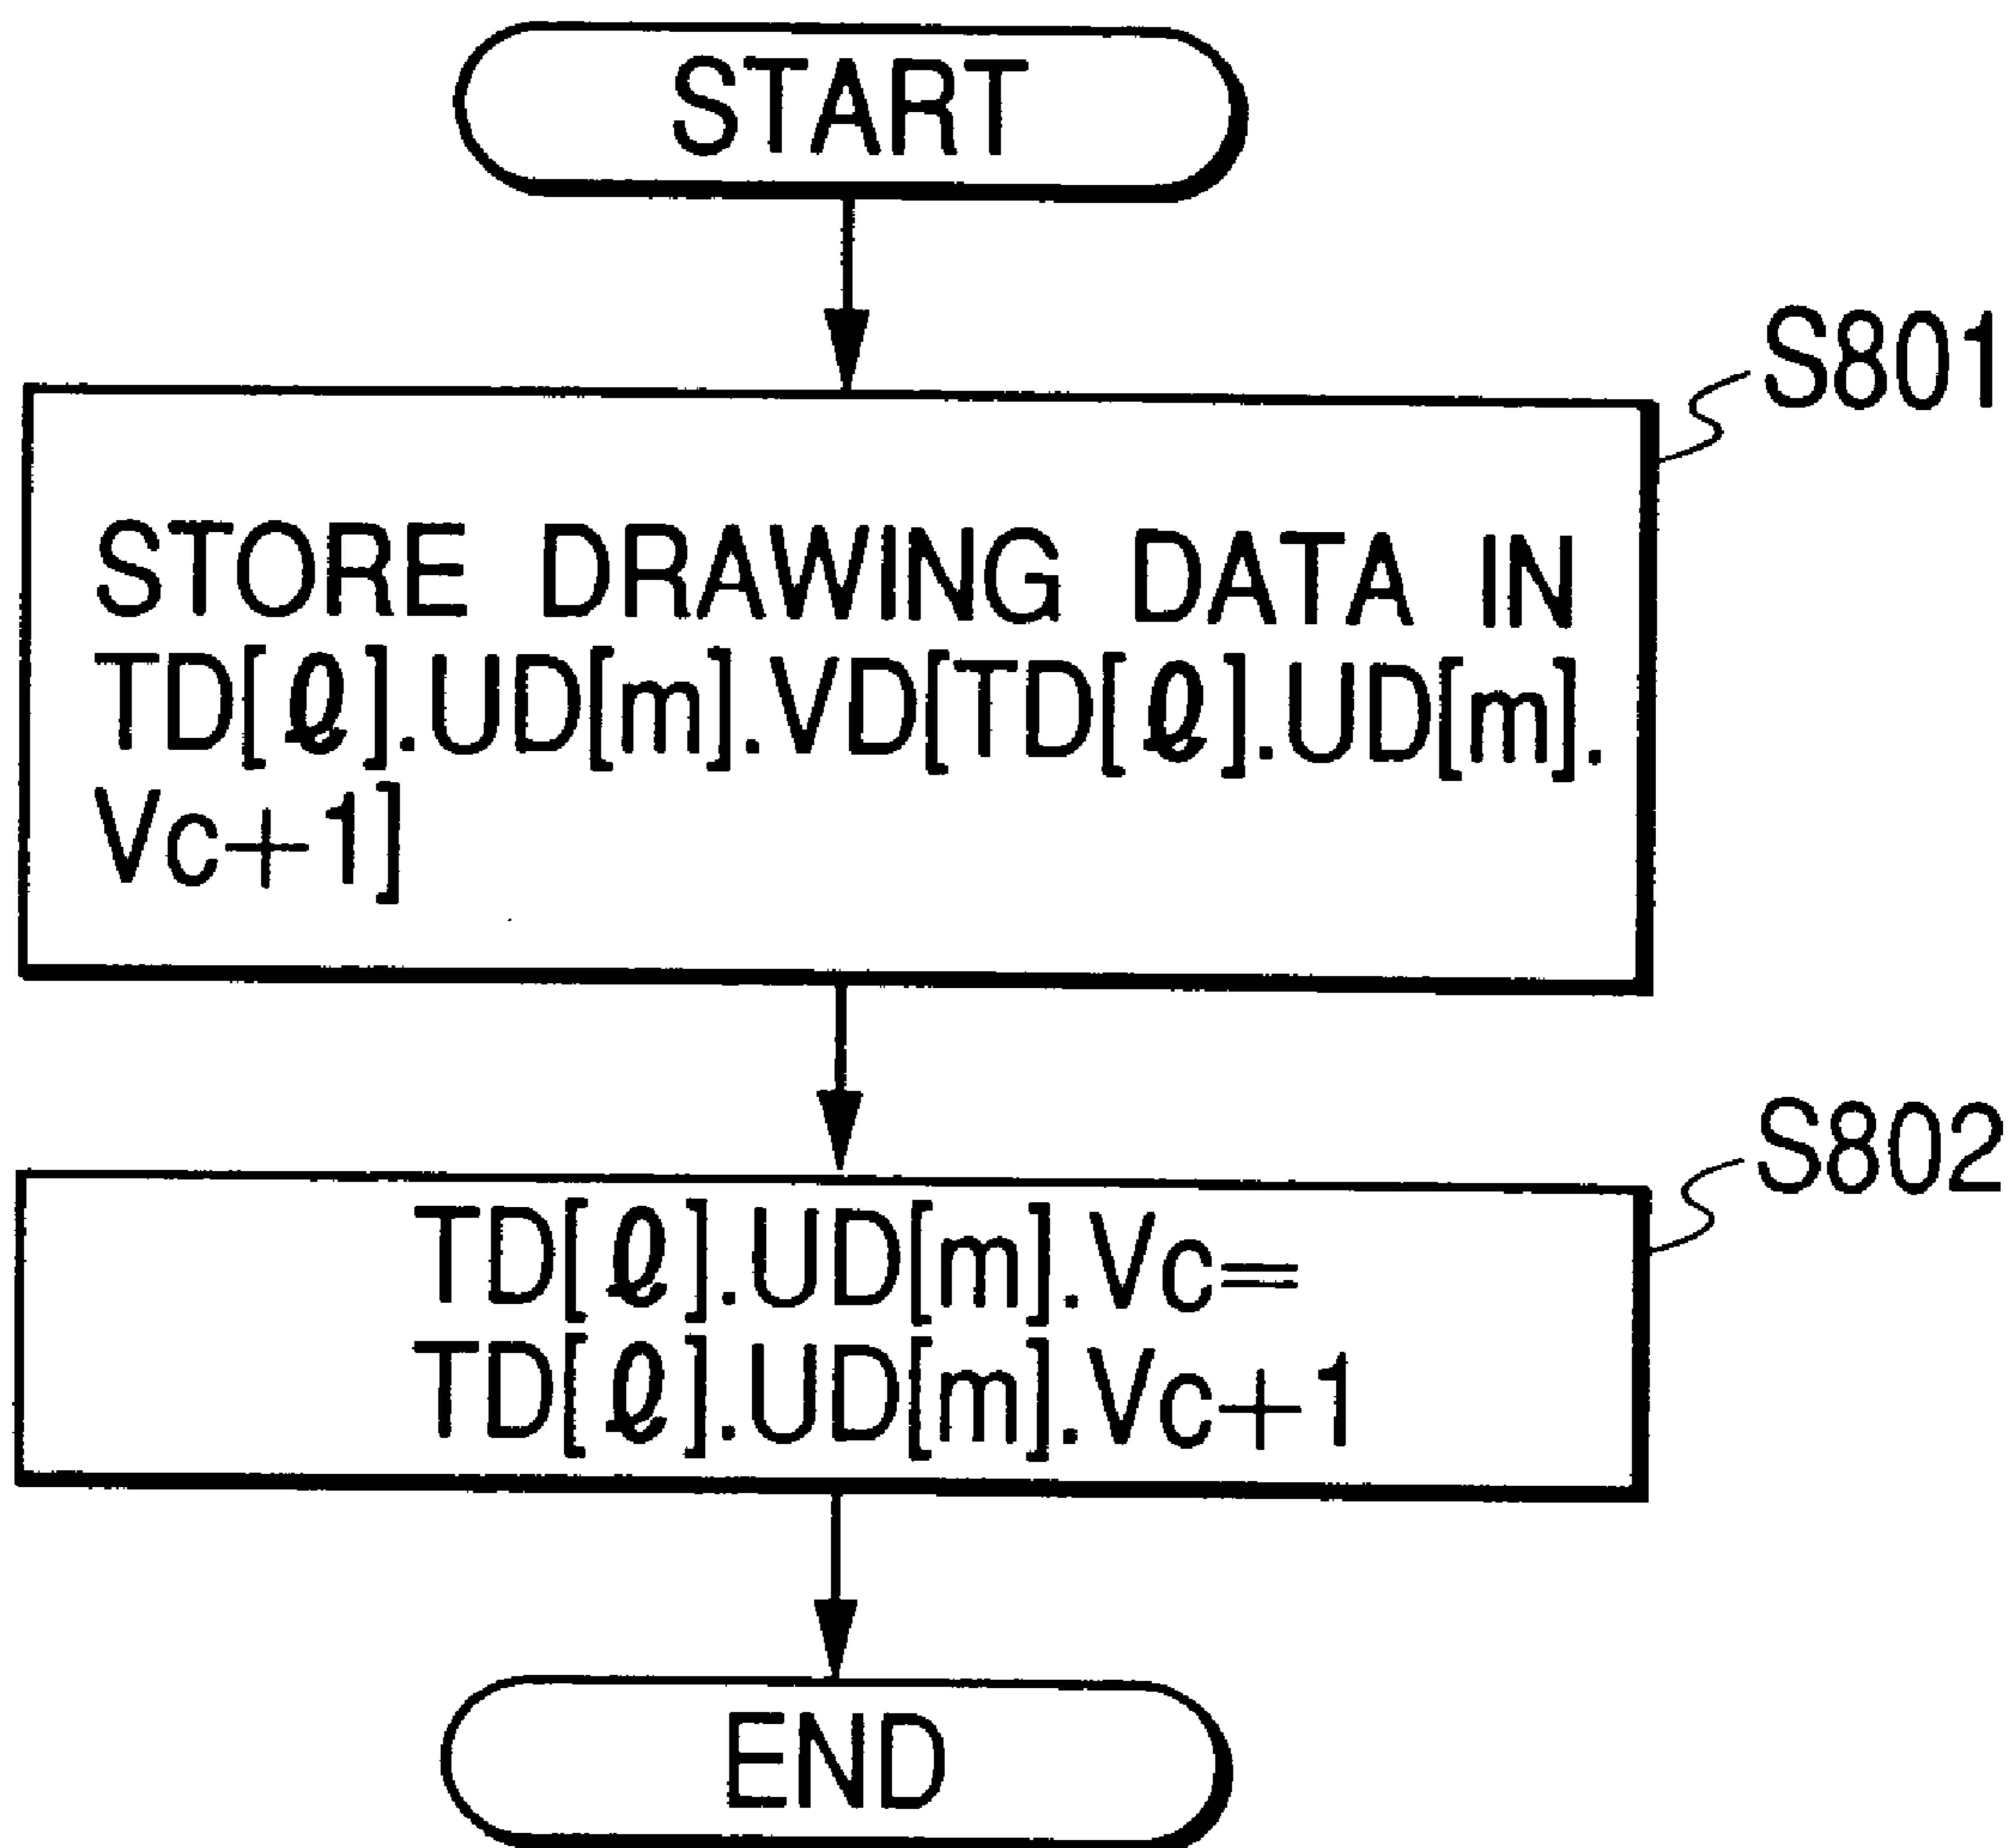 START
S801
STORE DRAWING DATA IN
TD[ℓ].UD[m].VD[TD[ℓ].UD[m].
Vc+1]
S802
TD[ℓ].UD[m].Vc=
TD[ℓ].UD[m].Vc+1
END